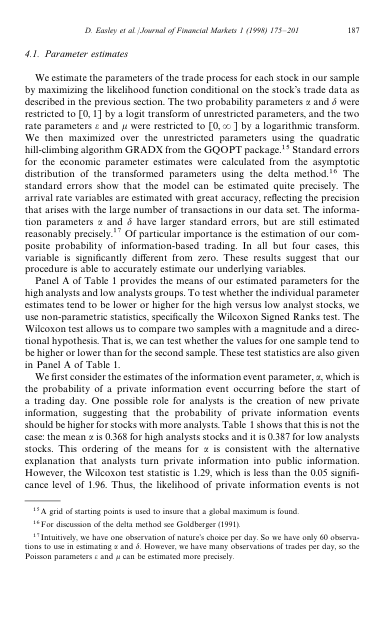 D. Easley et al./Journal of Financial Markets 1 (1998) 175–201 187
4.1. Parameter estimates
We estimate the parameters of the trade process for each stock in our sample
by maximizing the likelihood function conditional on the stock's trade data as
described in the previous section. The two probability parameters α and δ were
restricted to [0, 1] by a logit transform of unrestricted parameters, and the two
rate parameters ε and μ were restricted to [0, ∞] by a logarithmic transform.
We then maximized over the unrestricted parameters using the quadratic
hill-climbing algorithm GRADX from the GQOPT package.¹⁵ Standard errors
for the economic parameter estimates were calculated from the asymptotic
distribution of the transformed parameters using the delta method.¹⁶ The
standard errors show that the model can be estimated quite precisely. The
arrival rate variables are estimated with great accuracy, reflecting the precision
that arises with the large number of transactions in our data set. The informa-
tion parameters α and δ have larger standard errors, but are still estimated
reasonably precisely.¹⁷ Of particular importance is the estimation of our com-
posite probability of information-based trading. In all but four cases, this
variable is significantly different from zero. These results suggest that our
procedure is able to accurately estimate our underlying variables.
Panel A of Table 1 provides the means of our estimated parameters for the
high analysts and low analysts groups. To test whether the individual parameter
estimates tend to be lower or higher for the high versus low analyst stocks, we
use non-parametric statistics, specifically the Wilcoxon Signed Ranks test. The
Wilcoxon test allows us to compare two samples with a magnitude and a direc-
tional hypothesis. That is, we can test whether the values for one sample tend to
be higher or lower than for the second sample. These test statistics are also given
in Panel A of Table 1.
We first consider the estimates of the information event parameter, α, which is
the probability of a private information event occurring before the start of
a trading day. One possible role for analysts is the creation of new private
information, suggesting that the probability of private information events
should be higher for stocks with more analysts. Table 1 shows that this is not the
case: the mean α is 0.368 for high analysts stocks and it is 0.387 for low analysts
stocks. This ordering of the means for α is consistent with the alternative
explanation that analysts turn private information into public information.
However, the Wilcoxon test statistic is 1.29, which is less than the 0.05 signifi-
cance level of 1.96. Thus, the likelihood of private information events is not
¹⁵ A grid of starting points is used to insure that a global maximum is found.
¹⁶ For discussion of the delta method see Goldberger (1991).
¹⁷ Intuitively, we have one observation of nature's choice per day. So we have only 60 observa-
tions to use in estimating α and δ. However, we have many observations of trades per day, so the
Poisson parameters ε and μ can be estimated more precisely.